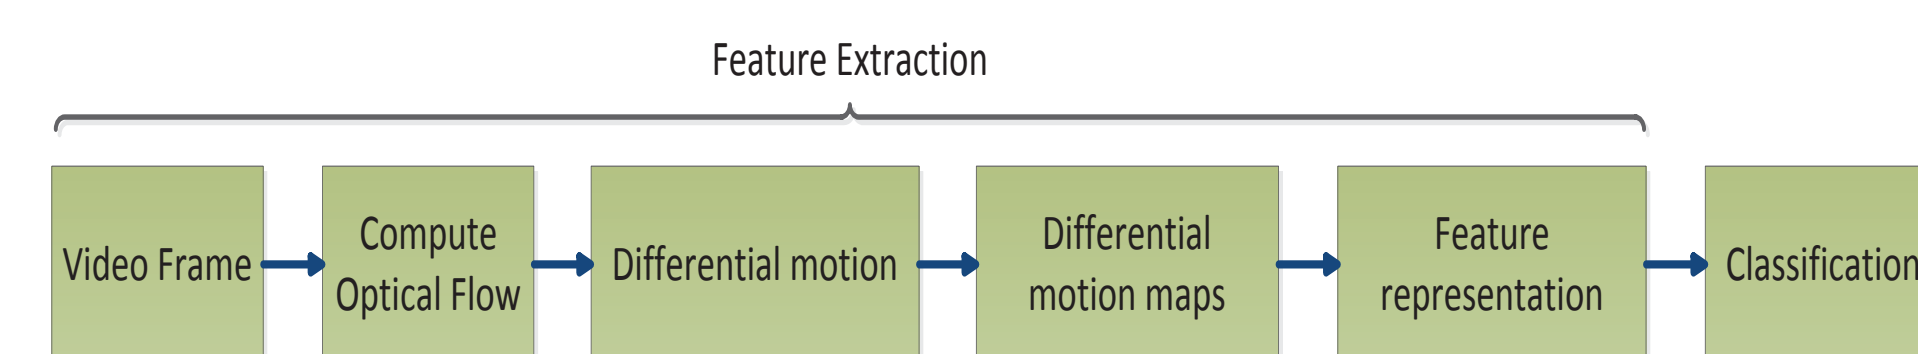 Feature Extraction
Video Frame
Compute
Optical Flow
Differential motion
Differential
motion maps
Feature
representation
Classification